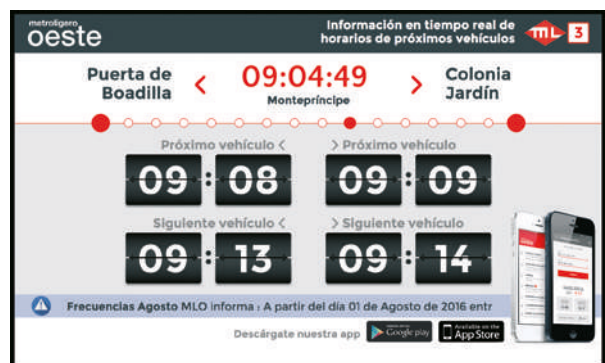 metroligero
oeste
Información en tiempo real de
horarios de próximos vehículos
ML 3
Puerta de
Boadilla
<
09:04:49
Montepríncipe
>
Colonia
Jardín
Próximo vehículo <
> Próximo vehículo
09 : 08
09 : 09
Siguiente vehículo <
> Siguiente vehículo
09 : 13
09 : 14
Frecuencias Agosto MLO informa : A partir del día 01 de Agosto de 2016 entr
Descárgate nuestra app
Google play
Available on the
App Store